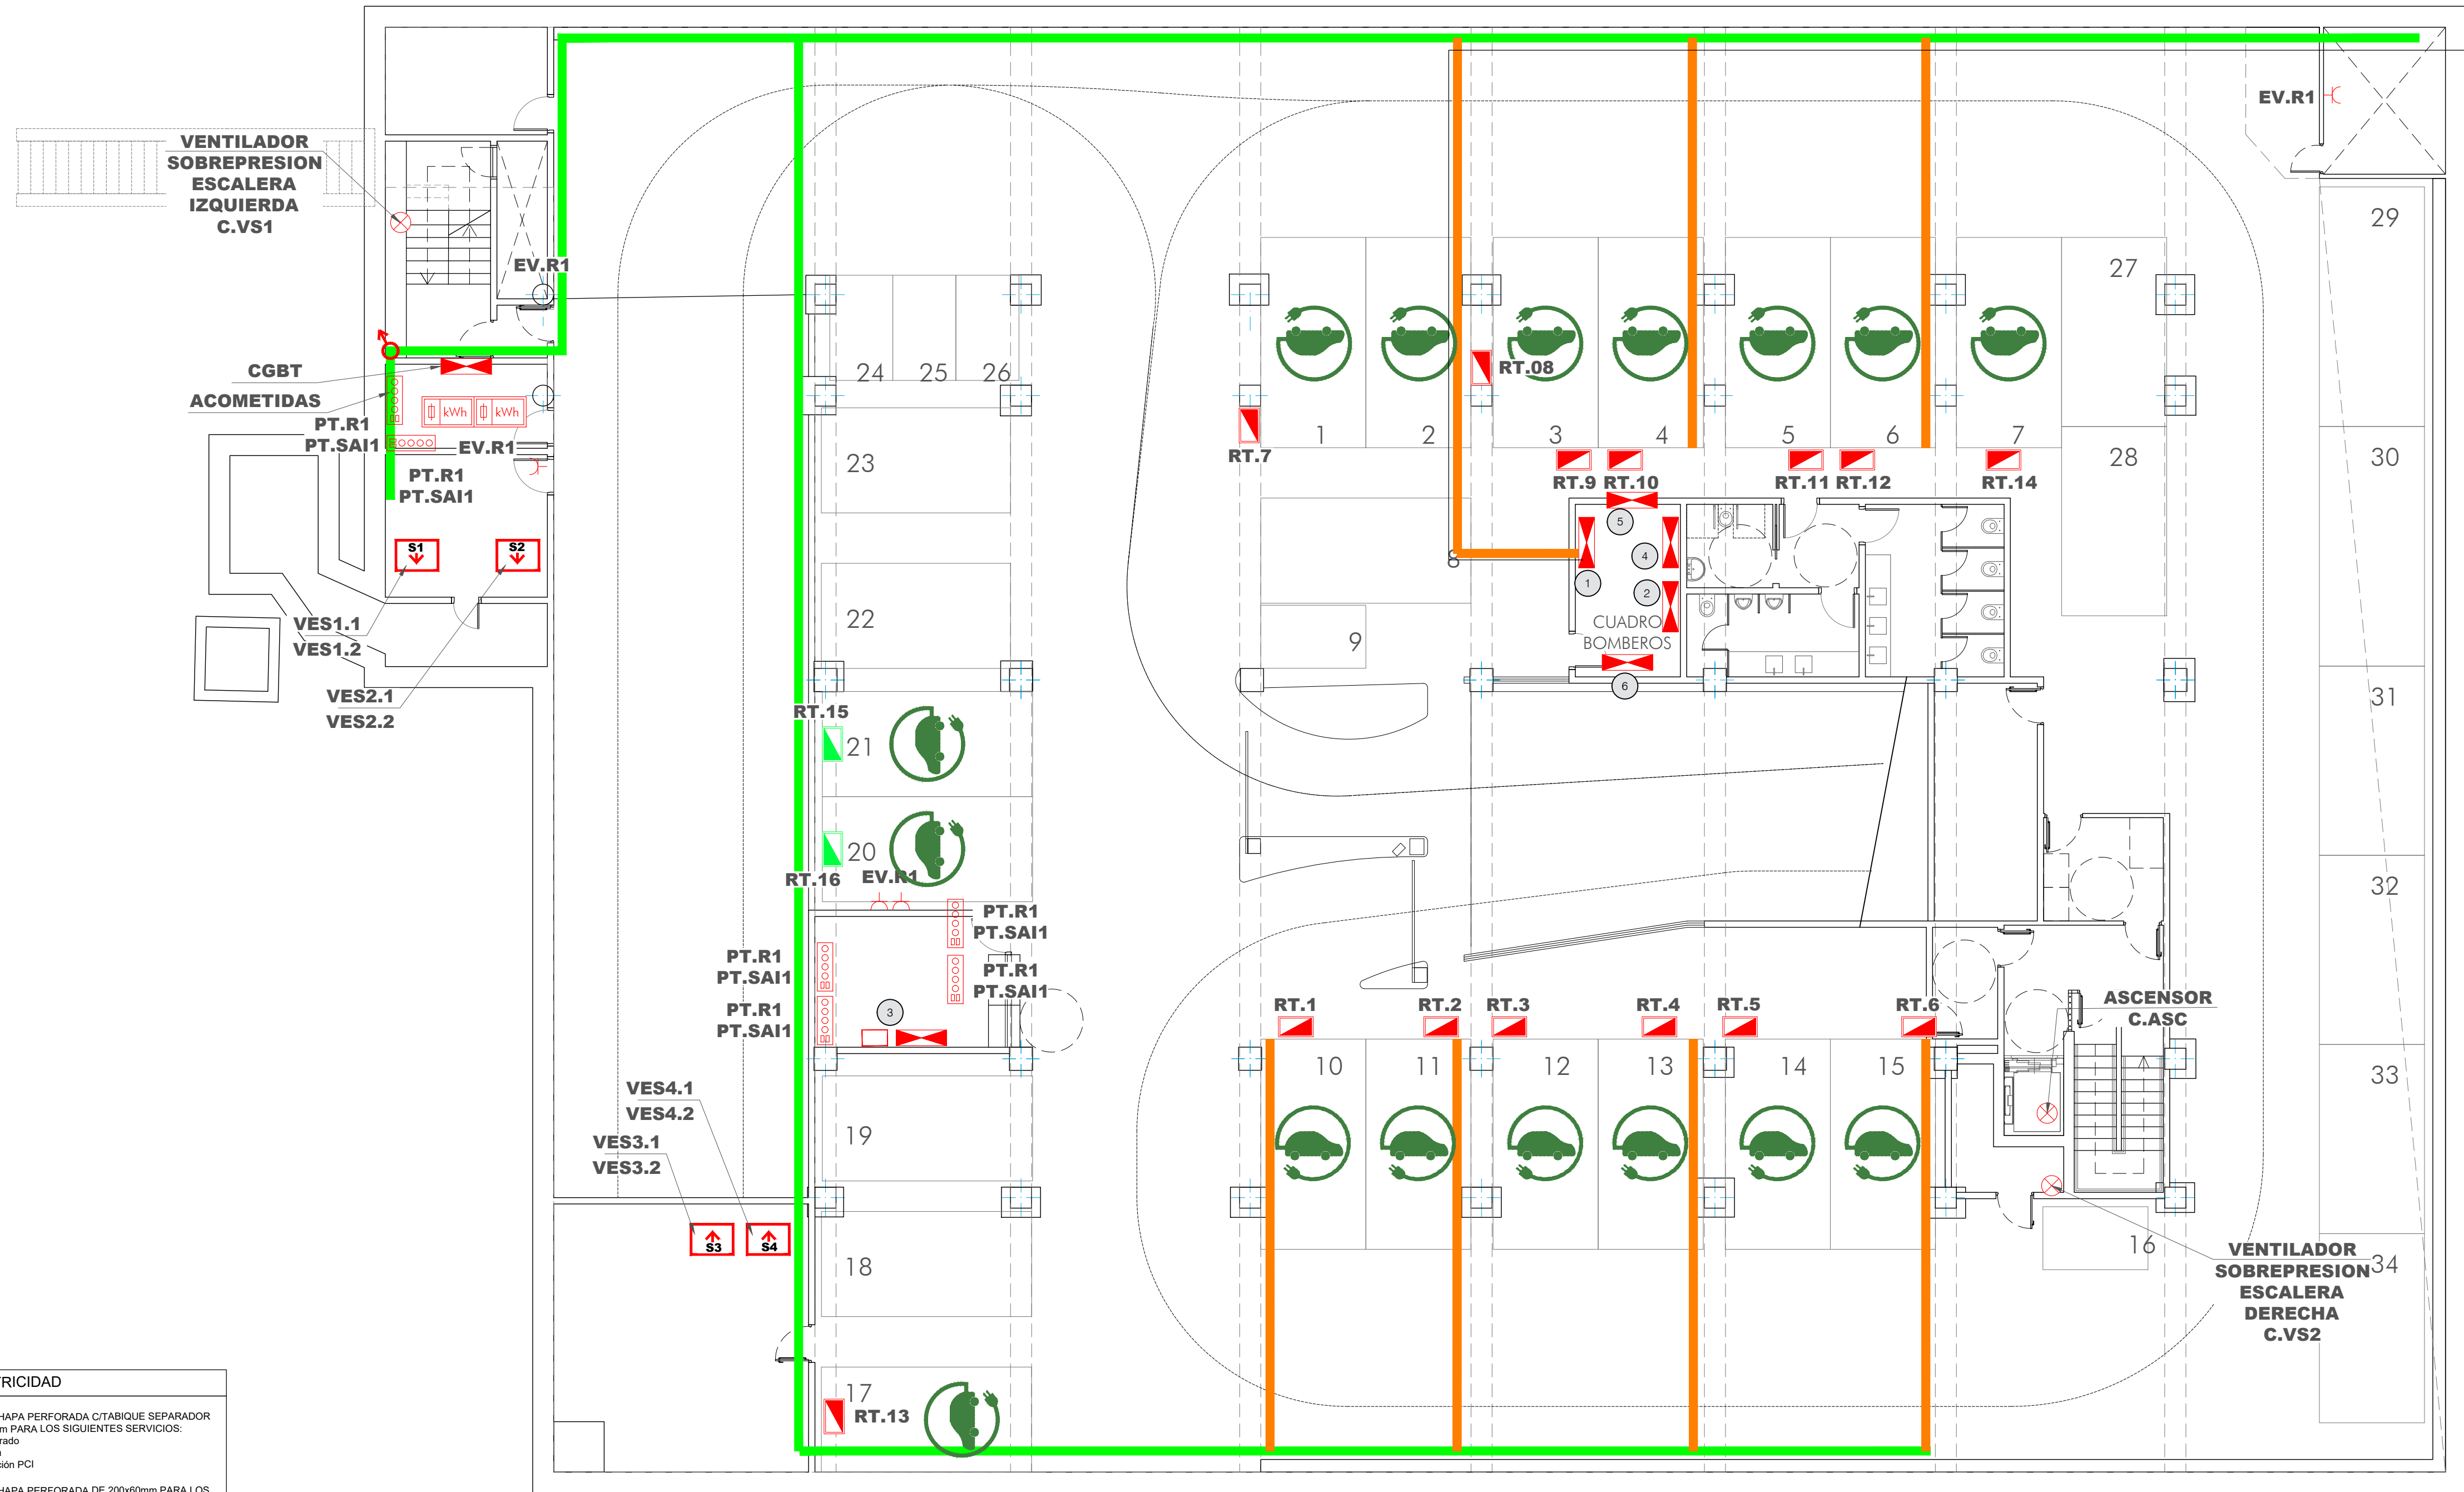 VENTILADOR
SOBREPRESION
ESCALERA
IZQUIERDA
C.VS1
EV.R1
EV.R1
CGBT
ACOMETIDAS
kWh
kWh
PT.R1
PT.SAI1
EV.R1
PT.R1
PT.SAI1
S1
S2
VES1.1
VES1.2
VES2.1
VES2.2
24
25
26
23
22
RT.15
21
20
RT.16
EV.R1
PT.R1
PT.SAI1
PT.R1
PT.SAI1
PT.R1
PT.SAI1
PT.R1
PT.SAI1
3
VES4.1
VES4.2
VES3.1
VES3.2
S3
S4
19
18
17
RT.13
1
2
3
4
5
6
7
27
28
RT.7
RT.08
RT.9
RT.10
RT.11
RT.12
RT.14
8
9
5
4
1
2
CUADRO
BOMBEROS
6
29
30
31
32
33
34
RT.1
RT.2
RT.3
RT.4
RT.5
RT.6
10
11
12
13
14
15
16
ASCENSOR
C.ASC
VENTILADOR
SOBREPRESION
ESCALERA
DERECHA
C.VS2
TRICIDAD
HAPA PERFORADA C/TABIQUE SEPARADOR
m PARA LOS SIGUIENTES SERVICIOS:
rado
ción PCI
HAPA PERFORADA DE 200x60mm PARA LOS